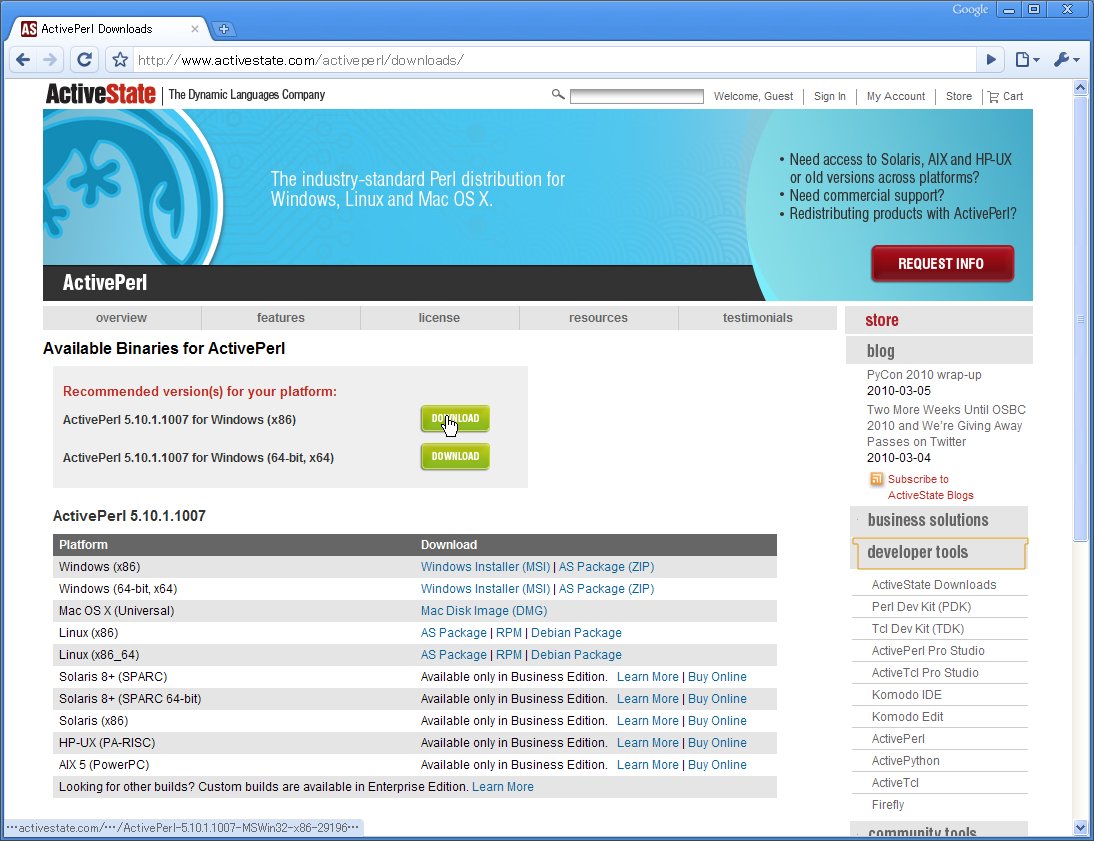 Google
AS ActivePerl Downloads
http://www.activestate.com/activeperl/downloads/
ActiveState | The Dynamic Languages Company
Welcome, Guest | Sign In | My Account | Store | Cart
The industry-standard Perl distribution for
Windows, Linux and Mac OS X.
• Need access to Solaris, AIX and HP-UX
or old versions across platforms?
• Need commercial support?
• Redistributing products with ActivePerl?
REQUEST INFO
ActivePerl
overview features license resources testimonials
Available Binaries for ActivePerl
Recommended version(s) for your platform:
ActivePerl 5.10.1.1007 for Windows (x86) DOWNLOAD
ActivePerl 5.10.1.1007 for Windows (64-bit, x64) DOWNLOAD
ActivePerl 5.10.1.1007
Platform Download
Windows (x86) Windows Installer (MSI) | AS Package (ZIP)
Windows (64-bit, x64) Windows Installer (MSI) | AS Package (ZIP)
Mac OS X (Universal) Mac Disk Image (DMG)
Linux (x86) AS Package | RPM | Debian Package
Linux (x86_64) AS Package | RPM | Debian Package
Solaris 8+ (SPARC) Available only in Business Edition. Learn More | Buy Online
Solaris 8+ (SPARC 64-bit) Available only in Business Edition. Learn More | Buy Online
Solaris (x86) Available only in Business Edition. Learn More | Buy Online
HP-UX (PA-RISC) Available only in Business Edition. Learn More | Buy Online
AIX 5 (PowerPC) Available only in Business Edition. Learn More | Buy Online
Looking for other builds? Custom builds are available in Enterprise Edition. Learn More
store
blog
PyCon 2010 wrap-up
2010-03-05
Two More Weeks Until OSBC
2010 and We're Giving Away
Passes on Twitter
2010-03-04
Subscribe to
ActiveState Blogs
business solutions
developer tools
ActiveState Downloads
Perl Dev Kit (PDK)
Tcl Dev Kit (TDK)
ActivePerl Pro Studio
ActiveTcl Pro Studio
Komodo IDE
Komodo Edit
ActivePerl
ActivePython
ActiveTcl
Firefly
community tools
…activestate.com/…/ActivePerl-5.10.1.1007-MSWin32-x86-29196…